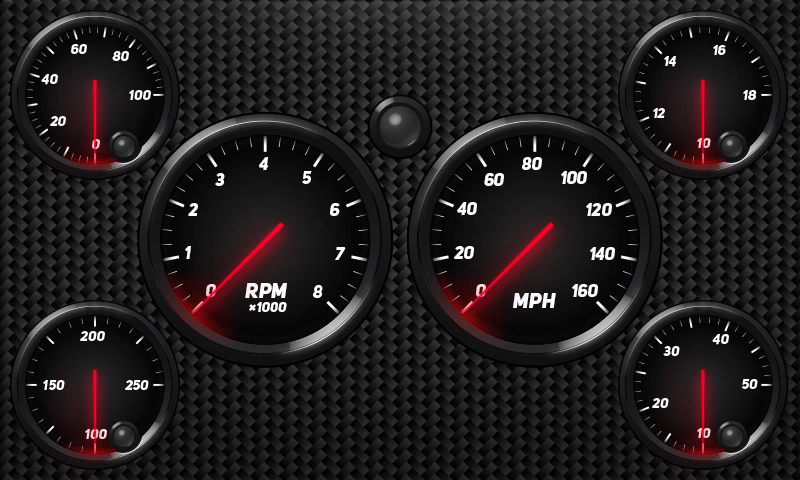 0 20 40 60 80 100
0 1 2 3 4 5 6 7 8
RPM
×1000
0 20 40 60 80 100 120 140 160
MPH
10 12 14 16 18
100 150 200 250
10 20 30 40 50